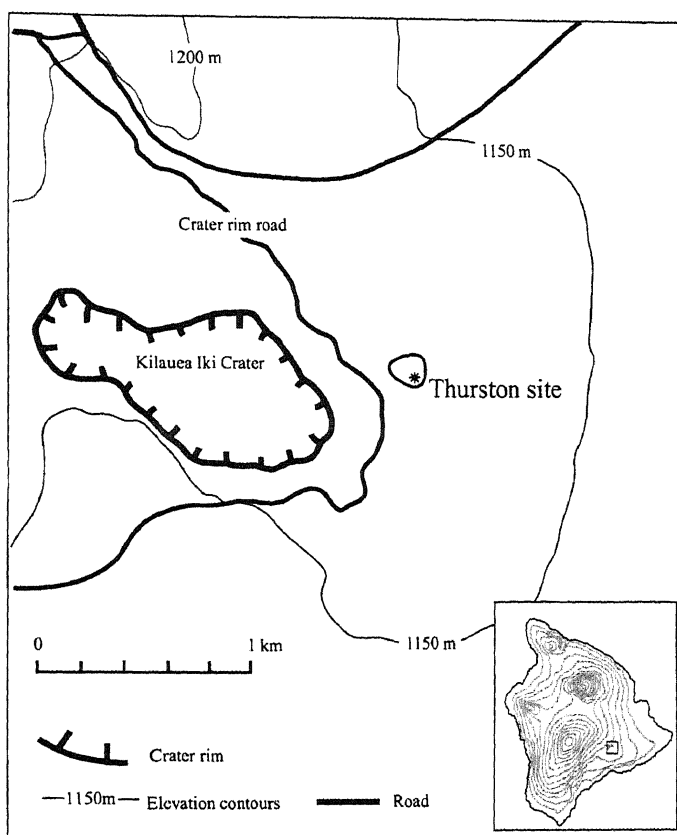 1200 m
1150 m
Crater rim road
Kilauea Iki Crater
Thurston site
0 1 km
1150 m
Crater rim
1150m Elevation contours Road